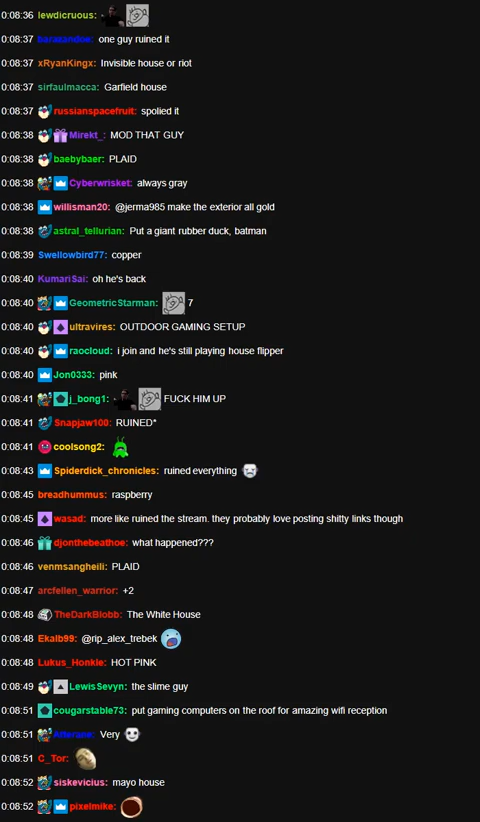 0:08:36 lewdicruous:
0:08:37 one guy ruined it
0:08:37 xRyanKingx: Invisible house or riot
0:08:37 sirfaulmacca: Garfield house
0:08:37 russianspacefruit: spolied it
0:08:38 Mirekt_: MOD THAT GUY
0:08:38 baebybaer: PLAID
0:08:38 Cyberwrisket: always gray
0:08:38 willisman20: @jerma985 make the exterior all gold
0:08:38 astral_tellurian: Put a giant rubber duck, batman
0:08:39 Swellowbird77: copper
0:08:40 KumariSai: oh he's back
0:08:40 GeometricStarman: 7
0:08:40 ultravires: OUTDOOR GAMING SETUP
0:08:40 raocloud: i join and he's still playing house flipper
0:08:40 Jon0333: pink
0:08:41 j_bong1: FUCK HIM UP
0:08:41 Snapjaw100: RUINED*
0:08:41 coolsong2:
0:08:43 Spiderdick_chronicles: ruined everything
0:08:45 breadhummus: raspberry
0:08:45 wasad: more like ruined the stream. they probably love posting shitty links though
0:08:46 djonthebeathoe: what happened???
0:08:46 venmsangheili: PLAID
0:08:47 arcfellen_warrior: +2
0:08:48 TheDarkBlobb: The White House
0:08:48 Ekalb99: @rip_alex_trebek
0:08:48 Lukus_Honkle: HOT PINK
0:08:49 LewisSevyn: the slime guy
0:08:51 cougarstable73: put gaming computers on the roof for amazing wifi reception
0:08:51 Very
0:08:51 C_Tor:
0:08:52 siskevicius: mayo house
0:08:52 pixelmike: